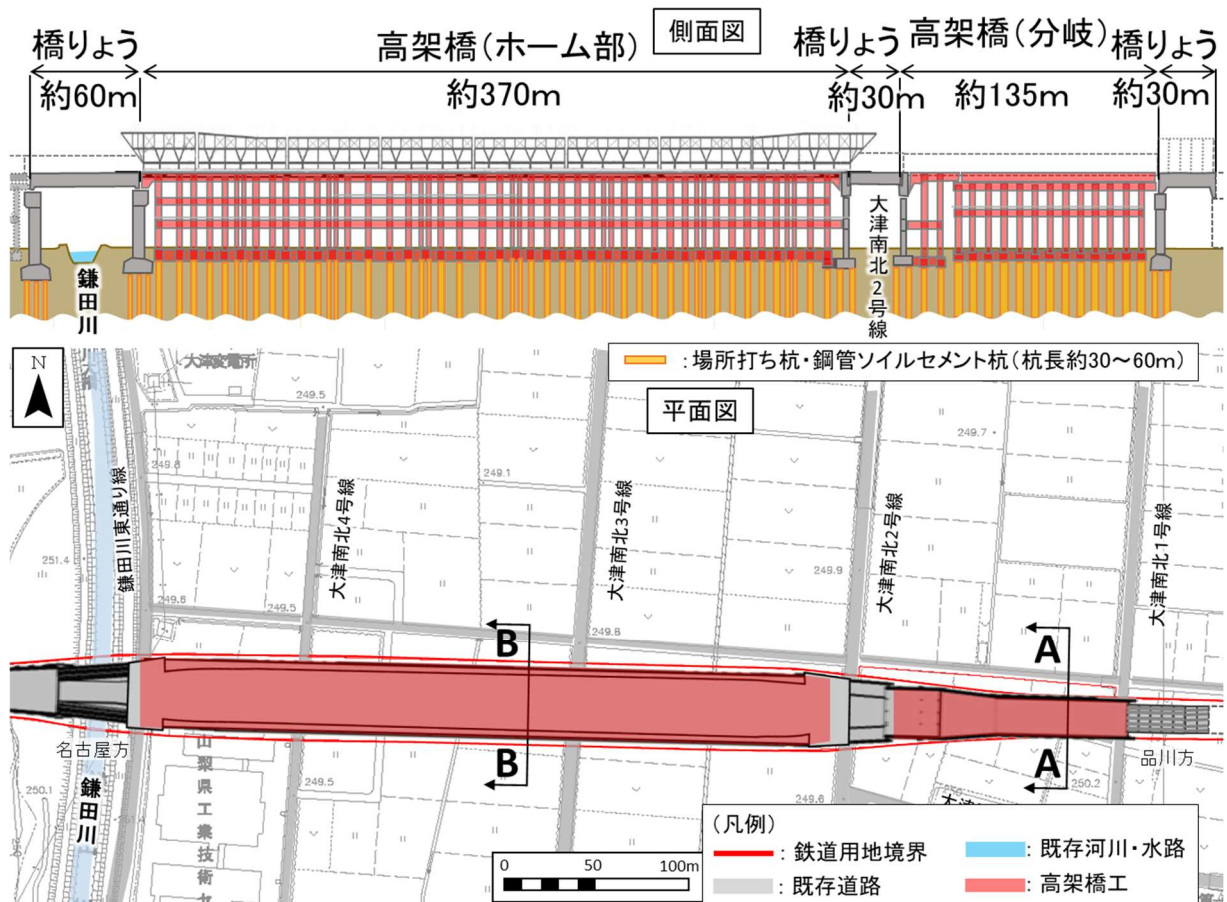 側面図
橋りょう
高架橋(ホーム部)
橋りょう
高架橋(分岐)
橋りょう
約60m
約370m
約30m
約135m
約30m
鎌田川
大津南北2号線
:場所打ち杭・鋼管ソイルセメント杭(杭長約30～60m)
N
平面図
大津変電所
249.5
249.7
249.6
249.1
鎌田川東通り線
大津南北4号線
大津南北3号線
大津南北2号線
大津南北1号線
251.4
249.9
249.6
249.5
249.8
B
A
名古屋方
品川方
B
A
鎌田川
山梨県工業技術セ
249.5
250.1
249.6
250.2
(凡例)
:鉄道用地境界
:既存河川・水路
:既存道路
:高架橋工
0 50 100m